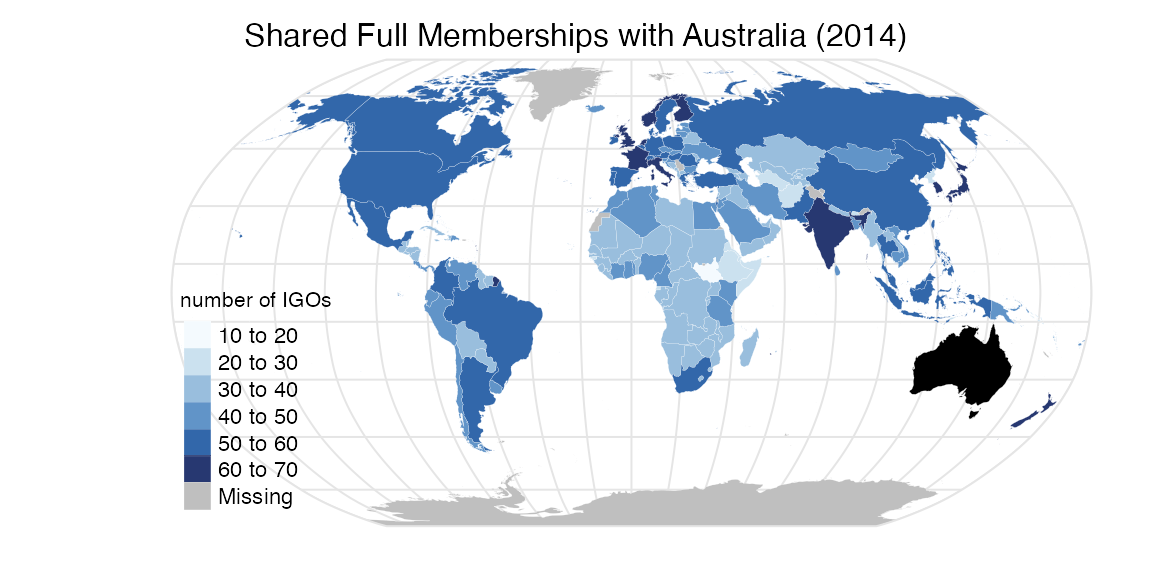 Shared Full Memberships with Australia (2014)
number of IGOs
10 to 20
20 to 30
30 to 40
40 to 50
50 to 60
60 to 70
Missing